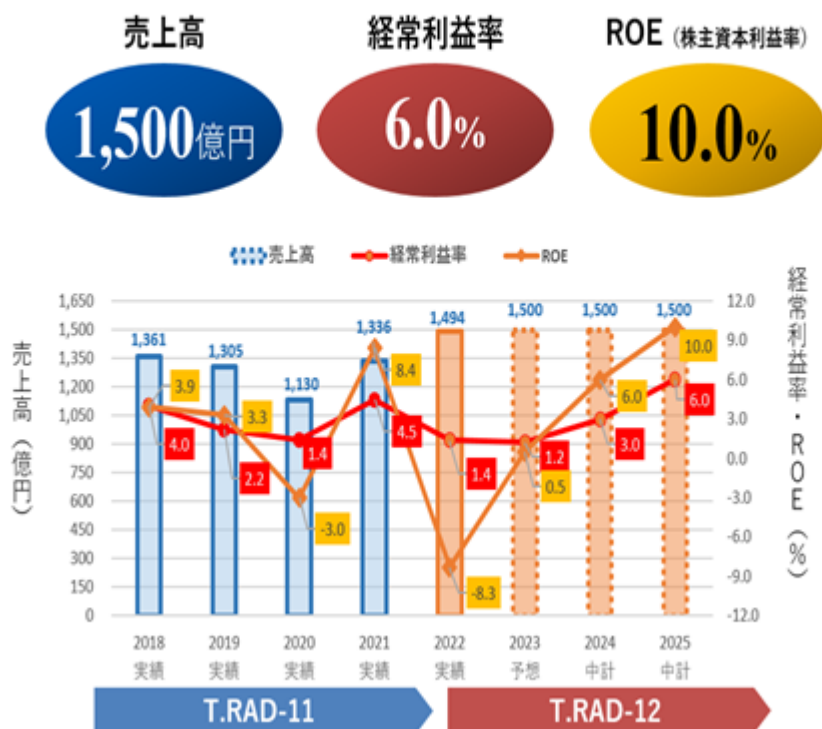 売上高 経常利益率 ROE (株主資本利益率)
1,500億円 6.0% 10.0%
売上高 経常利益率 ROE
売上高（億円）
1,650
1,500
1,350
1,200
1,050
900
750
600
450
300
150
0
1,361 1,305 1,130 1,336 1,494 1,500 1,500 1,500
3.9 3.3 -3.0 8.4 -8.3 0.5 6.0 10.0
4.0 2.2 1.4 4.5 1.4 1.2 3.0 6.0
12.0
9.0
6.0
3.0
0.0
-3.0
-6.0
-9.0
-12.0
経常利益率・ROE（%）
2018 2019 2020 2021 2022 2023 2024 2025
実績 実績 実績 実績 実績 予想 中計 中計
T.RAD-11 T.RAD-12